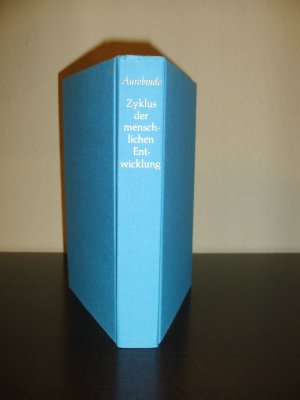 Aurobindo
Zyklus
der
mensch-
lichen
Ent-
wicklung